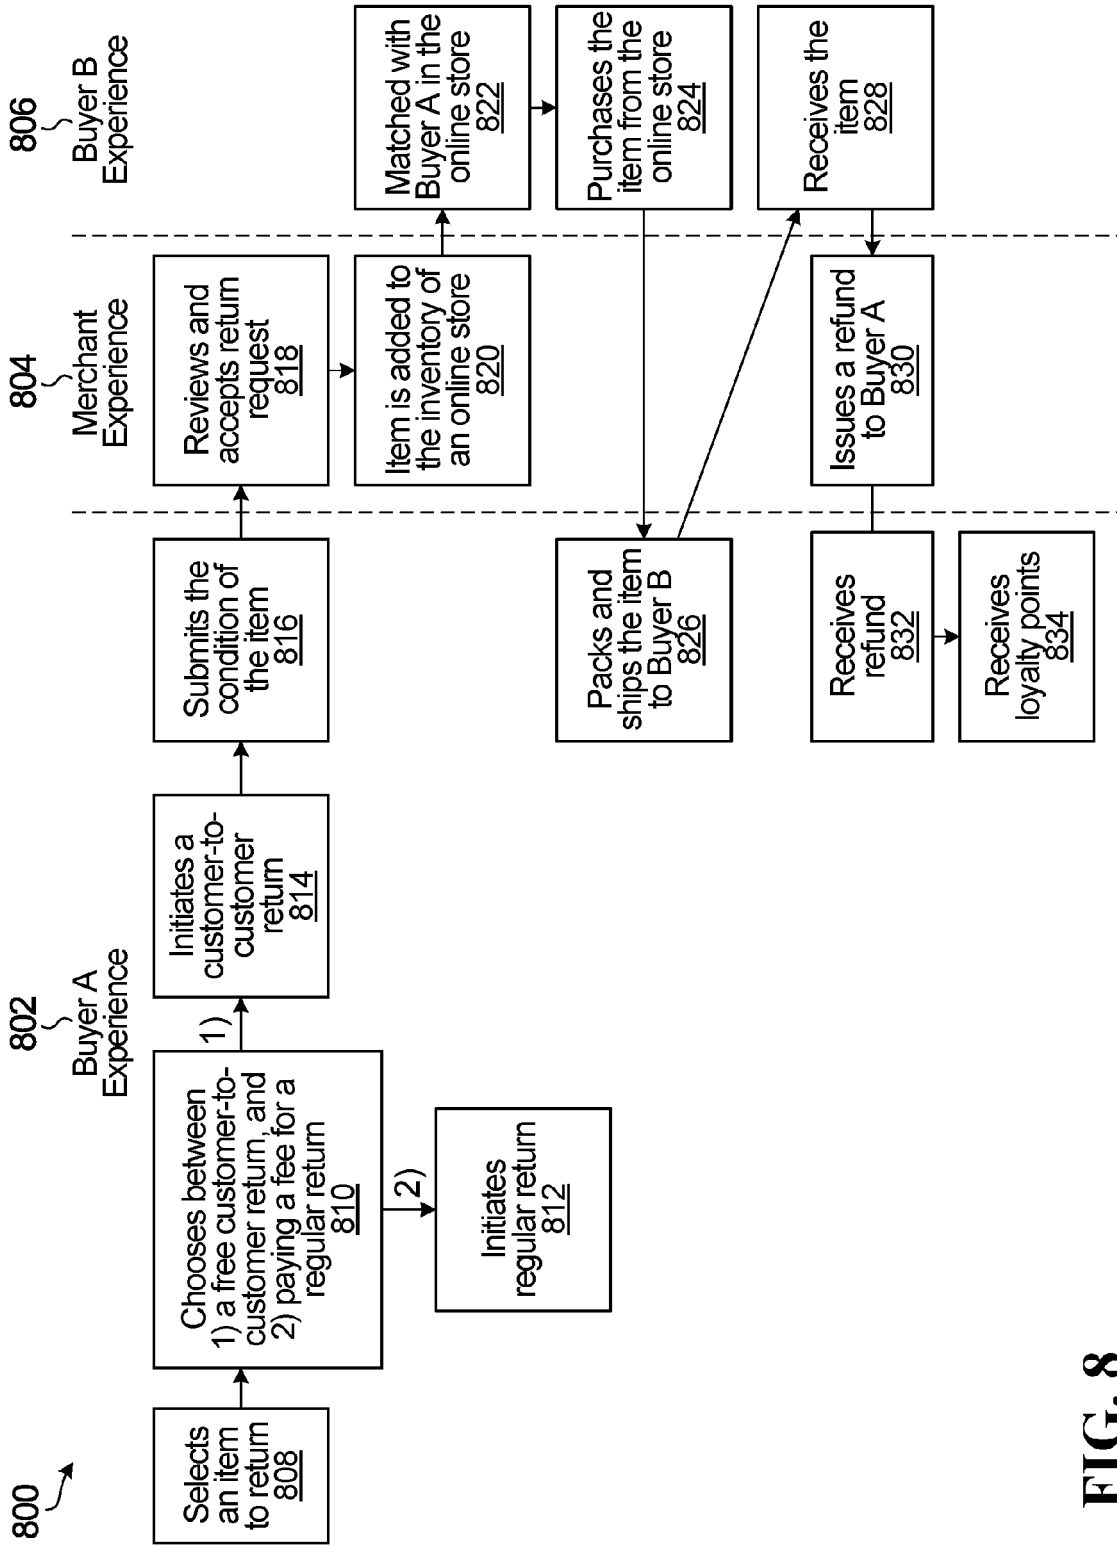 800
802
Buyer A
Experience
804
Merchant
Experience
806
Buyer B
Experience
Selects
an item
to return
808
Chooses between
1) a free customer-to-
customer return, and
2) paying a fee for a
regular return
810
1)
2)
Initiates
regular return
812
Initiates a
customer-to-
customer
return
814
Submits the
condition of
the item
816
Reviews and
accepts return
request
818
Item is added to
the inventory of
an online store
820
Matched with
Buyer A in the
online store
822
Purchases the
item from the
online store
824
Packs and
ships the item
to Buyer B
826
Receives the
item
828
Issues a refund
to Buyer A
830
Receives
refund
832
Receives
loyalty points
834
FIG. 8